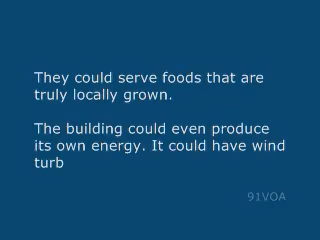 They could serve foods that are
truly locally grown.
The building could even produce
its own energy. It could have wind
turb
91VOA